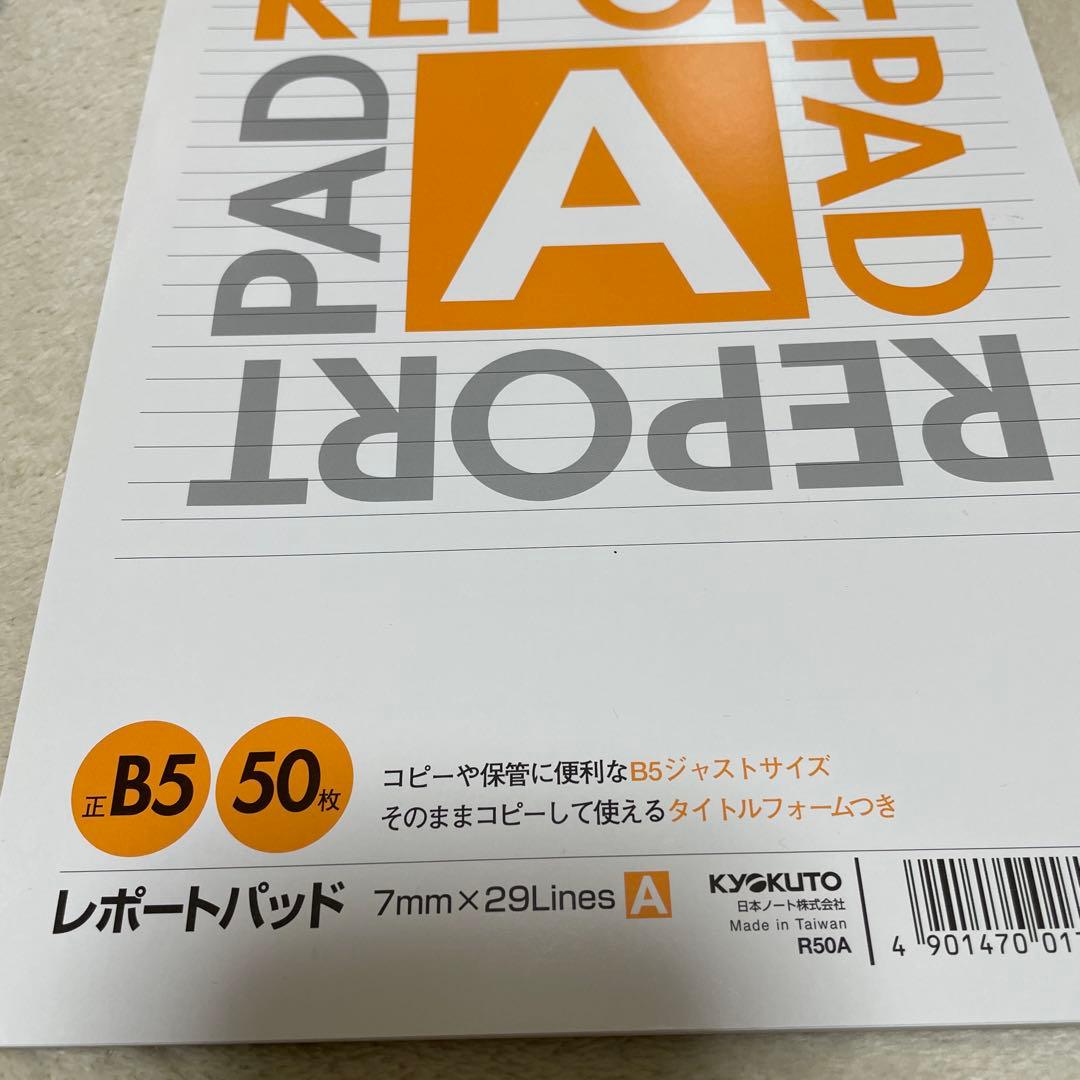 REPORT
PAD
PAD
A
REPORT
正B5
50枚
コピーや保管に便利なB5ジャストサイズ
そのままコピーして使えるタイトルフォームつき
レポートパッド 7mm×29Lines A
KYOKUTO
日本ノート株式会社
Made in Taiwan
R50A
4 901470 017